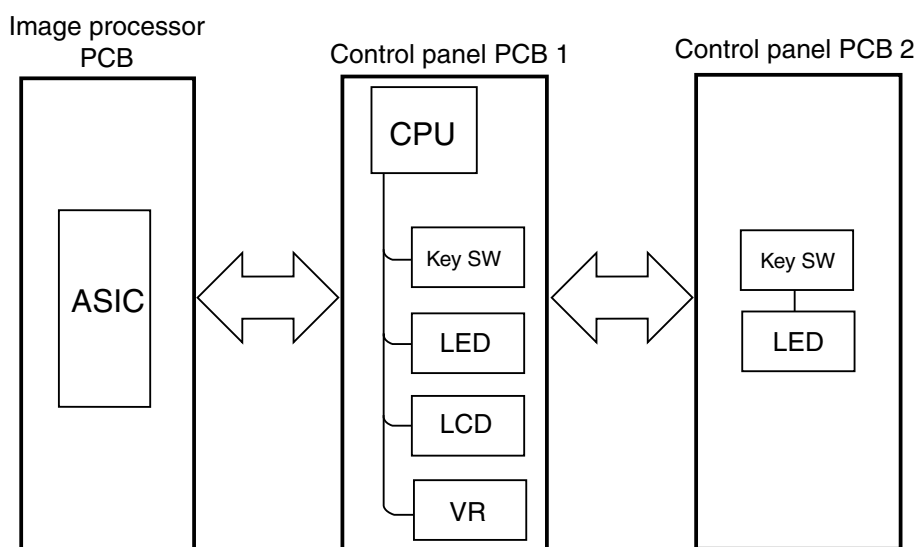 Image processor
PCB
Control panel PCB 1
Control panel PCB 2
ASIC
CPU
Key SW
LED
LCD
VR
Key SW
LED